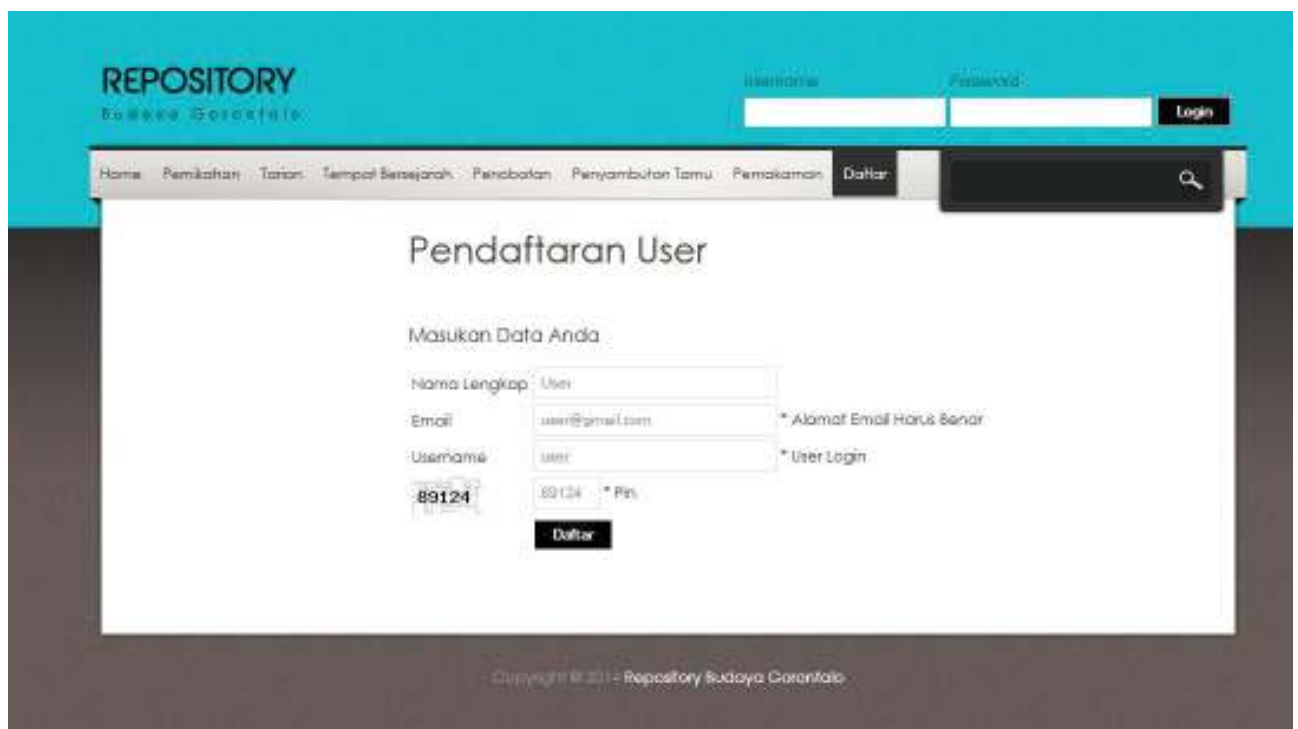 REPOSITORY
Budaya Gorontalo
Username Password
Login
Home Pernikahan Tarian Tempat Bersejarah Penobatan Penyambutan Tamu Pemakaman Daftar
Pendaftaran User
Masukan Data Anda
Nama Lengkap User
Email user@gmail.com * Alamat Email Harus Benar
Username user * User Login
89124 89124 * Pin
Daftar
Copyright © Repository Budaya Gorontalo